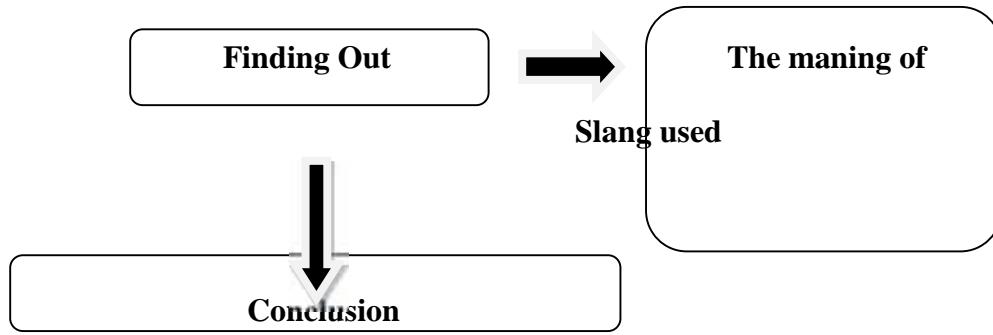 Finding Out
The maning of
Slang used
Conclusion